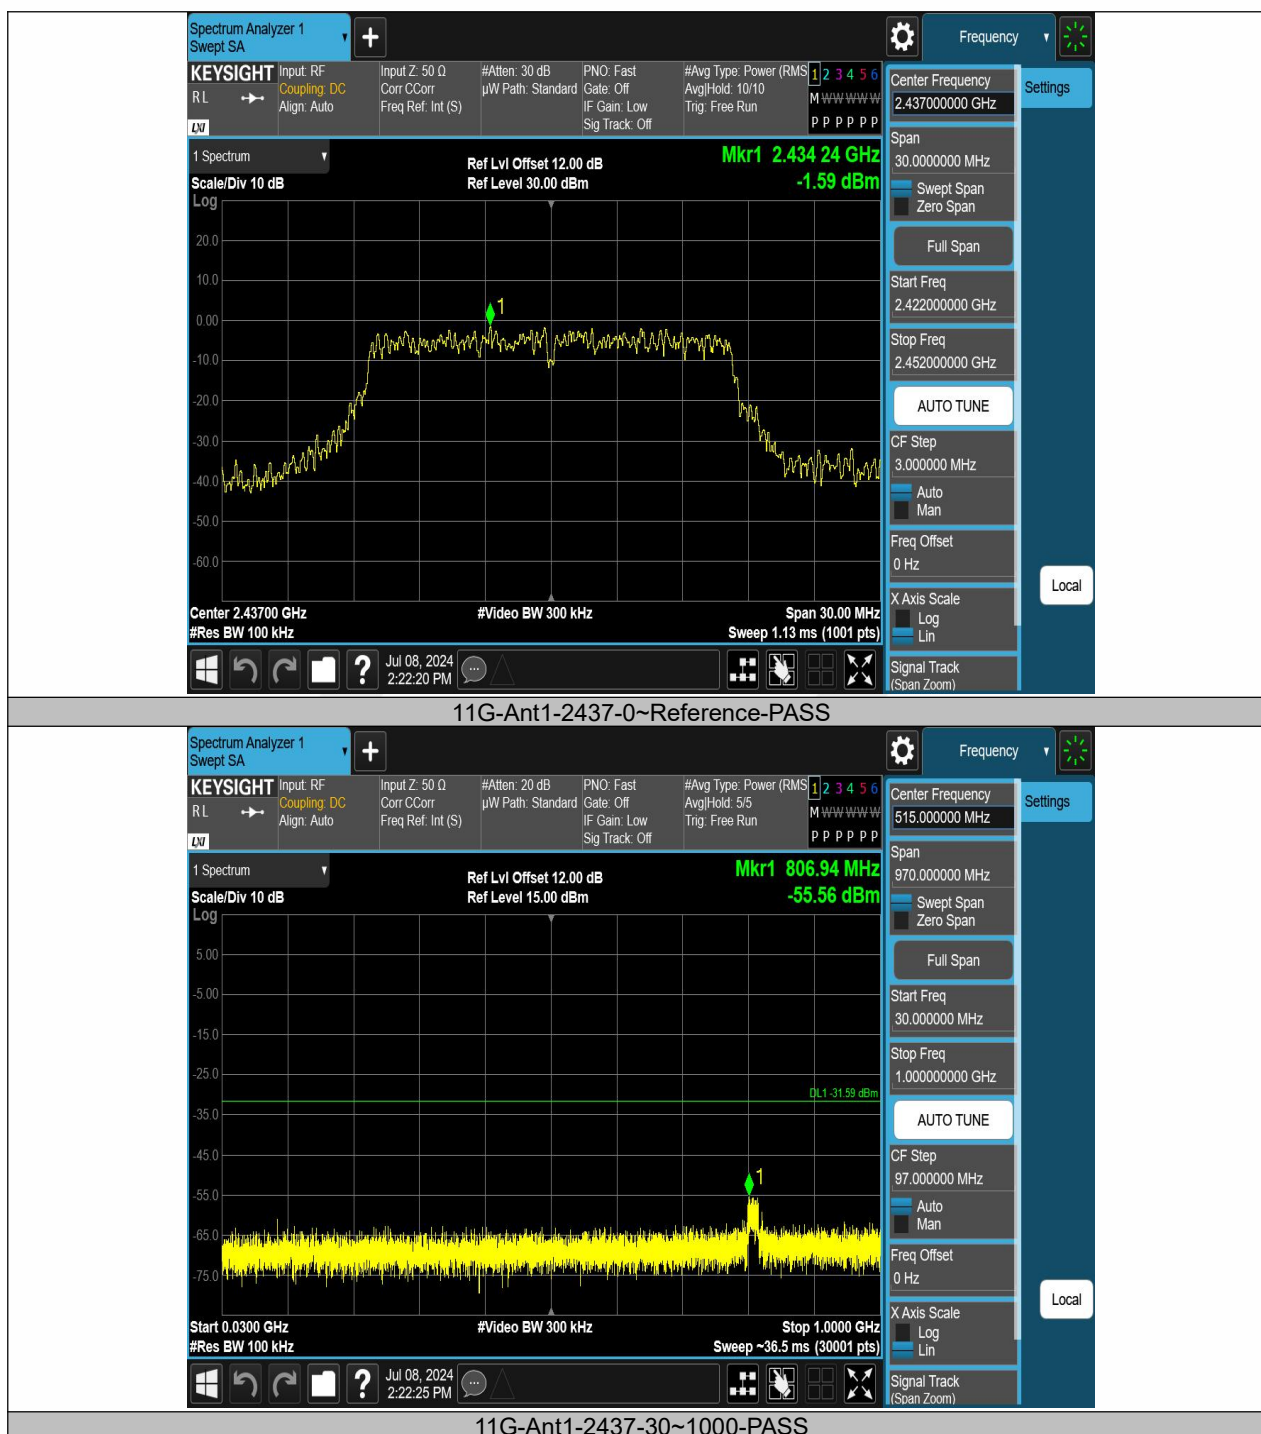 Spectrum Analyzer 1
Swept SA
+
Frequency
KEYSIGHT
RL
LXI
Input: RF
Coupling: DC
Align: Auto
Input Z: 50 Ω
Corr CCorr
Freq Ref: Int (S)
#Atten: 30 dB
µW Path: Standard
PNO: Fast
Gate: Off
IF Gain: Low
Sig Track: Off
#Avg Type: Power (RMS
Avg|Hold: 10/10
Trig: Free Run
1 2 3 4 5 6
M W W W W W
P P P P P P
1 Spectrum
Scale/Div 10 dB
Ref Lvl Offset 12.00 dB
Ref Level 30.00 dBm
Mkr1 2.434 24 GHz
-1.59 dBm
Log
20.0
10.0
0.00
-10.0
-20.0
-30.0
-40.0
-50.0
-60.0
1
Center 2.43700 GHz
#Res BW 100 kHz
#Video BW 300 kHz
Span 30.00 MHz
Sweep 1.13 ms (1001 pts)
Center Frequency
2.437000000 GHz
Settings
Span
30.0000000 MHz
Swept Span
Zero Span
Full Span
Start Freq
2.422000000 GHz
Stop Freq
2.452000000 GHz
AUTO TUNE
CF Step
3.000000 MHz
Auto
Man
Freq Offset
0 Hz
X Axis Scale
Log
Lin
Signal Track
(Span Zoom)
Local
?
Jul 08, 2024
2:22:20 PM
11G-Ant1-2437-0~Reference-PASS
Spectrum Analyzer 1
Swept SA
+
Frequency
KEYSIGHT
RL
LXI
Input: RF
Coupling: DC
Align: Auto
Input Z: 50 Ω
Corr CCorr
Freq Ref: Int (S)
#Atten: 20 dB
µW Path: Standard
PNO: Fast
Gate: Off
IF Gain: Low
Sig Track: Off
#Avg Type: Power (RMS
Avg|Hold: 5/5
Trig: Free Run
1 2 3 4 5 6
M W W W W W
P P P P P P
1 Spectrum
Scale/Div 10 dB
Ref Lvl Offset 12.00 dB
Ref Level 15.00 dBm
Mkr1 806.94 MHz
-55.56 dBm
Log
5.00
-5.00
-15.0
-25.0
-35.0
-45.0
-55.0
-65.0
-75.0
DL1 -31.59 dBm
1
Start 0.0300 GHz
#Res BW 100 kHz
#Video BW 300 kHz
Stop 1.0000 GHz
Sweep ~36.5 ms (30001 pts)
Center Frequency
515.000000 MHz
Settings
Span
970.000000 MHz
Swept Span
Zero Span
Full Span
Start Freq
30.000000 MHz
Stop Freq
1.000000000 GHz
AUTO TUNE
CF Step
97.000000 MHz
Auto
Man
Freq Offset
0 Hz
X Axis Scale
Log
Lin
Signal Track
(Span Zoom)
Local
?
Jul 08, 2024
2:22:25 PM
11G-Ant1-2437-30~1000-PASS